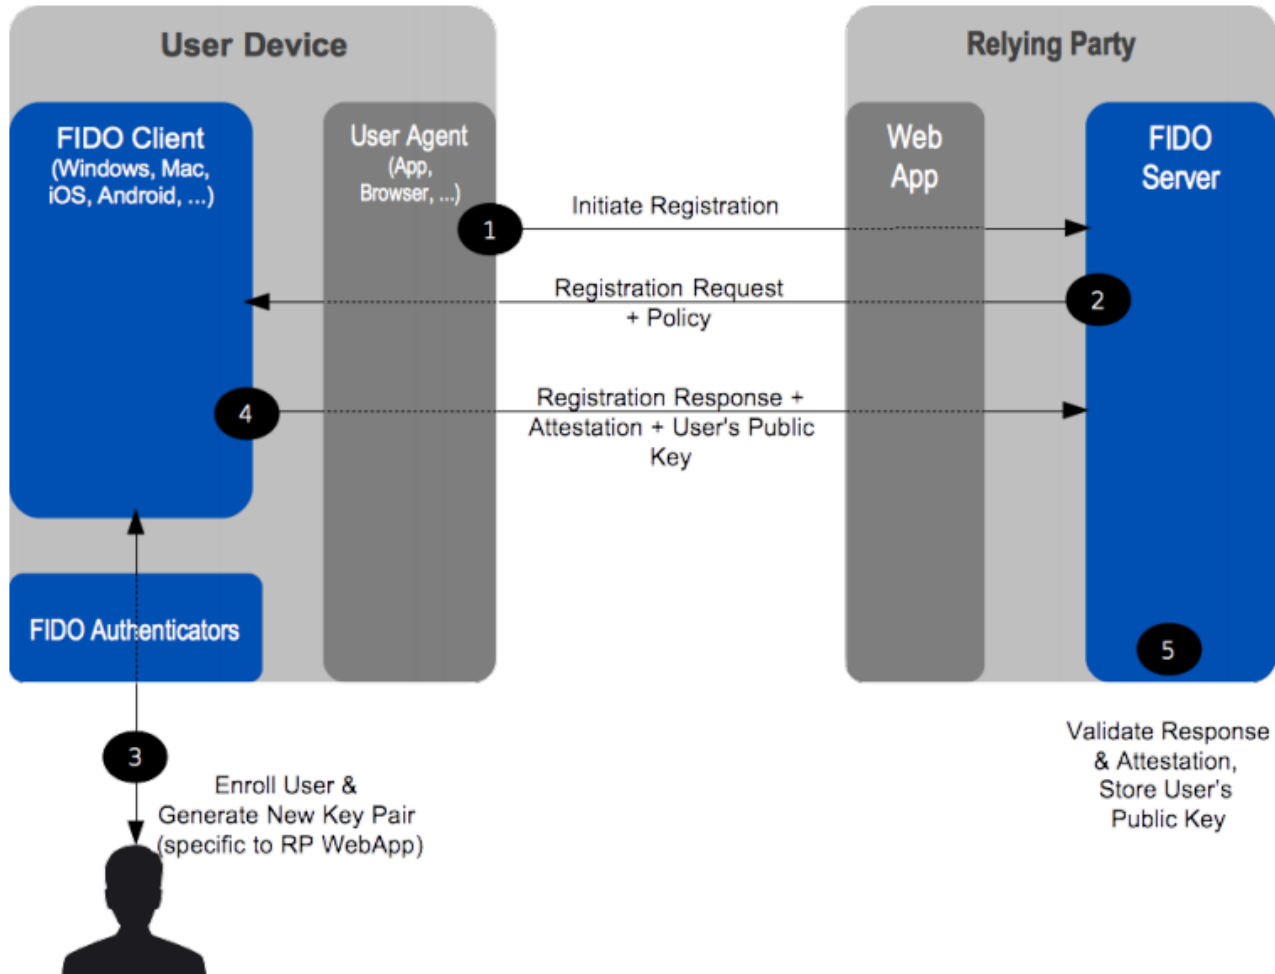 User Device
Relying Party
FIDO Client
(Windows, Mac,
iOS, Android, ...)
User Agent
(App,
Browser, ...)
Web
App
FIDO
Server
1
Initiate Registration
2
Registration Request
+ Policy
4
Registration Response +
Attestation + User's Public
Key
FIDO Authenticators
5
3
Enroll User &
Generate New Key Pair
(specific to RP WebApp)
Validate Response
& Attestation,
Store User's
Public Key